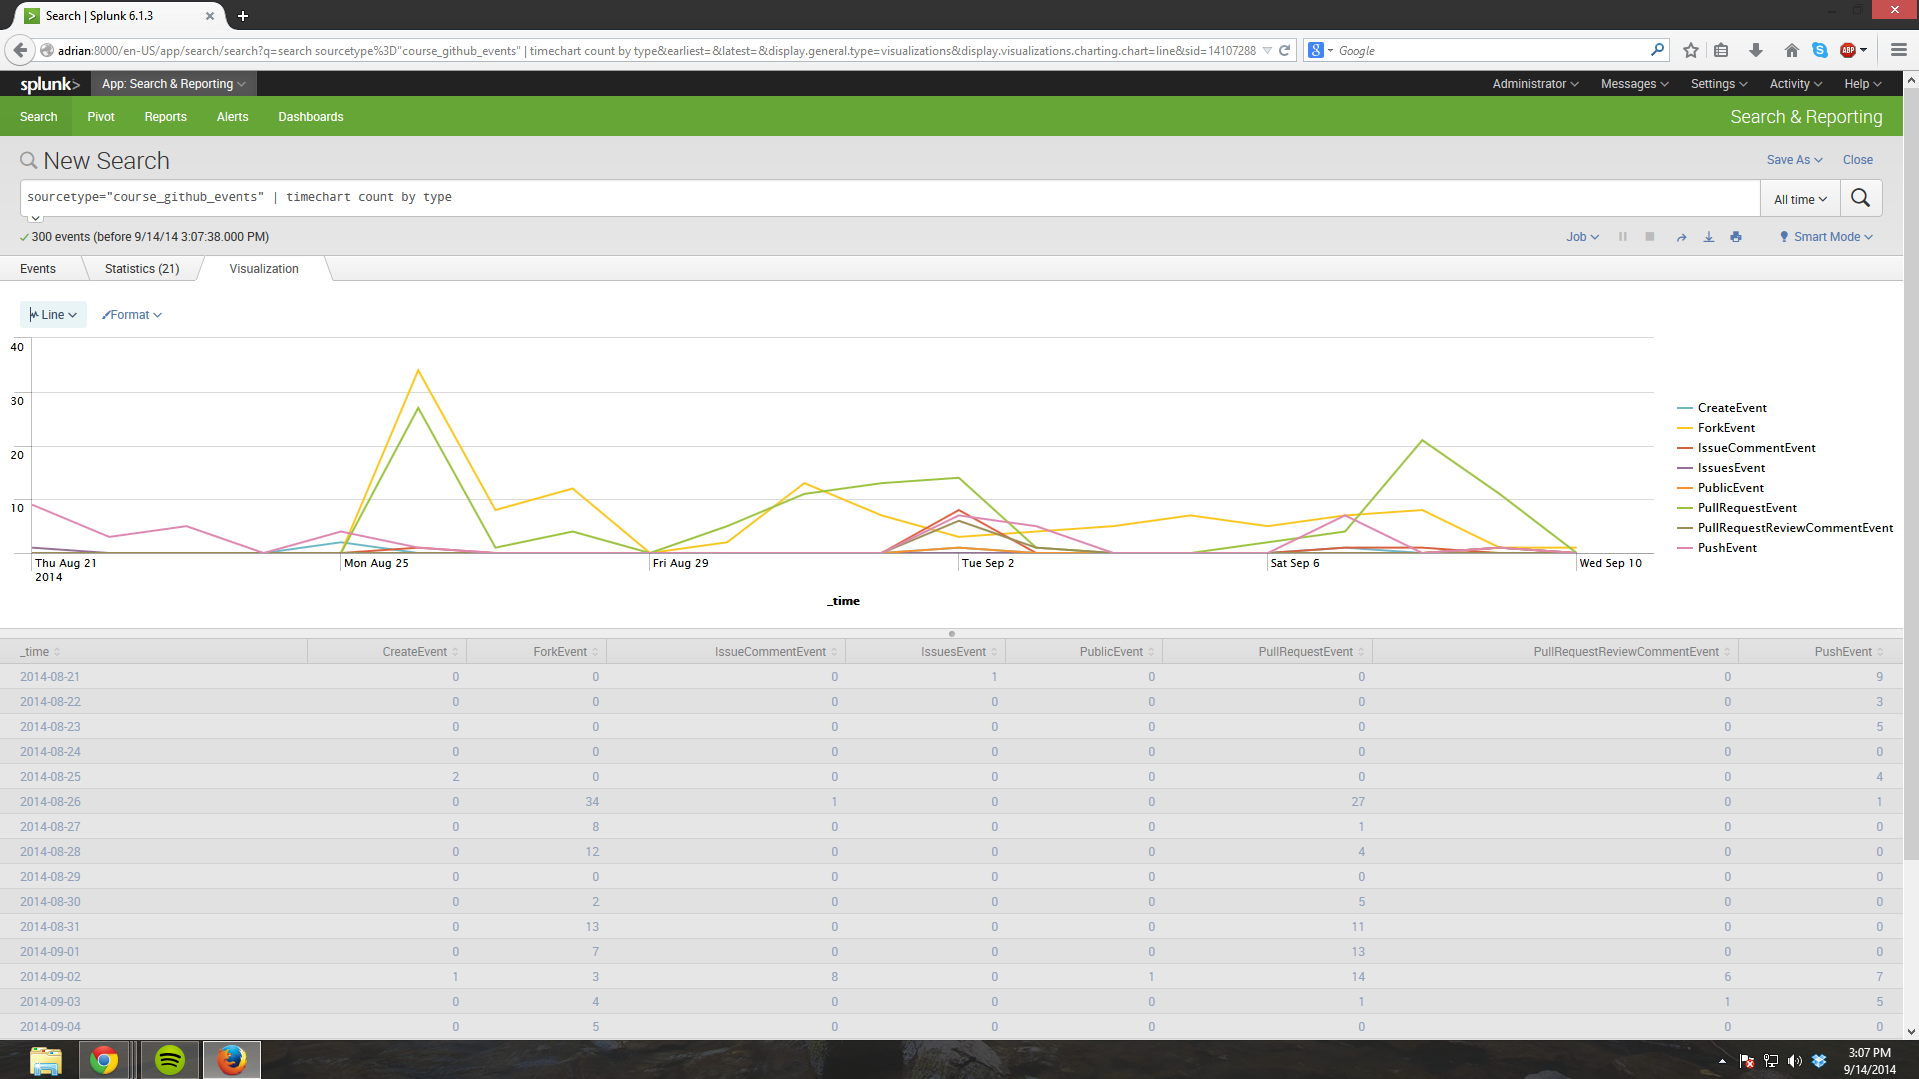 Search | Splunk 6.1.3
adrian:8000/en-US/app/search/search?q=search sourcetype%3D"course_github_events" | timechart count by type&earliest=&latest=&display.general.type=visualizations&display.visualizations.charting.chart=line&sid=14107288
Google
splunk> App: Search & Reporting Administrator Messages Settings Activity Help
Search Pivot Reports Alerts Dashboards Search & Reporting
New Search Save As Close
sourcetype="course_github_events" | timechart count by type All time
300 events (before 9/14/14 3:07:38.000 PM) Job Smart Mode
Events Statistics (21) Visualization
Line Format
40
30
20
10
Thu Aug 21 Mon Aug 25 Fri Aug 29 Tue Sep 2 Sat Sep 6 Wed Sep 10
2014
_time
CreateEvent
ForkEvent
IssueCommentEvent
IssuesEvent
PublicEvent
PullRequestEvent
PullRequestReviewCommentEvent
PushEvent
_time CreateEvent ForkEvent IssueCommentEvent IssuesEvent PublicEvent PullRequestEvent PullRequestReviewCommentEvent PushEvent
2014-08-21 0 0 0 1 0 0 0 9
2014-08-22 0 0 0 0 0 0 0 3
2014-08-23 0 0 0 0 0 0 0 5
2014-08-24 0 0 0 0 0 0 0 0
2014-08-25 2 0 0 0 0 0 0 4
2014-08-26 0 34 1 0 0 27 0 1
2014-08-27 0 8 0 0 0 1 0 0
2014-08-28 0 12 0 0 0 4 0 0
2014-08-29 0 0 0 0 0 0 0 0
2014-08-30 0 2 0 0 0 5 0 0
2014-08-31 0 13 0 0 0 11 0 0
2014-09-01 0 7 0 0 0 13 0 0
2014-09-02 1 3 8 0 1 14 6 7
2014-09-03 0 4 0 0 0 1 1 5
2014-09-04 0 5 0 0 0 0 0 0
3:07 PM
9/14/2014